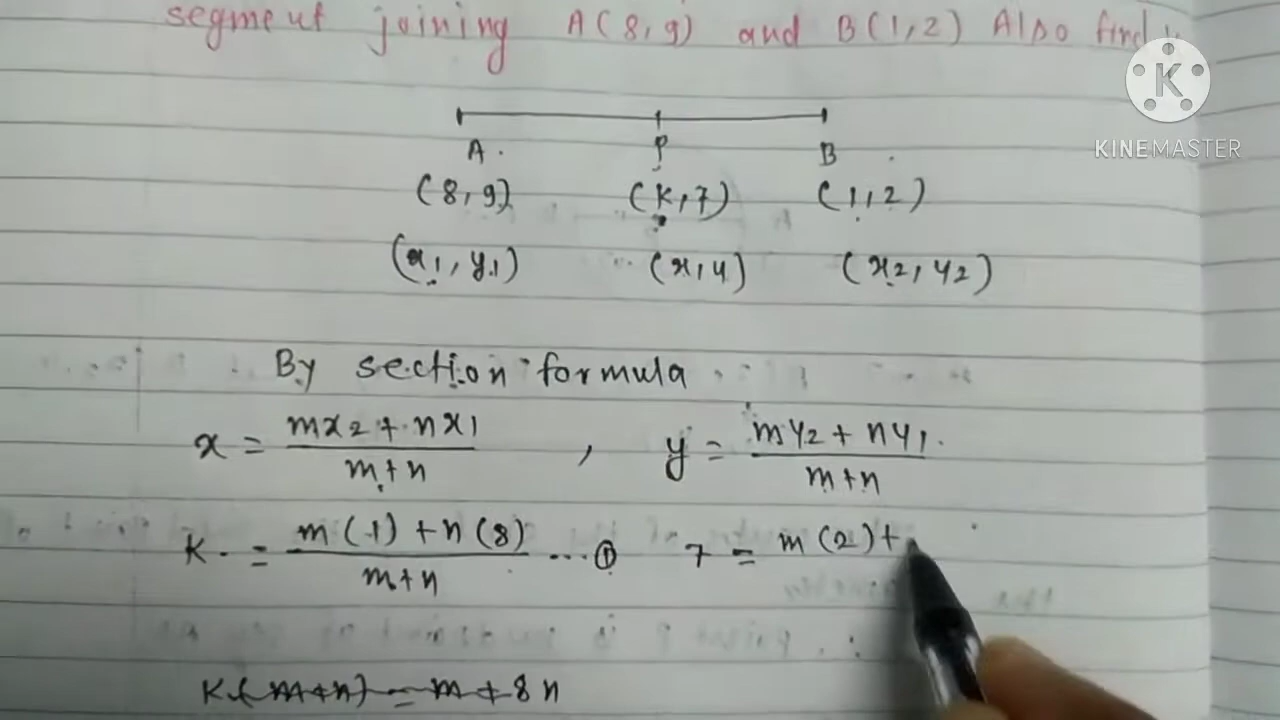 segment joining A(8,9) and B(1,2) Also find
K
KINEMASTER
A P B
(8,9) (k,7) (1,2)
(x1,y1) (x,y) (x2,y2)
By section formula
x = mx2+nx1/m+n , y = my2+ny1/m+n
K = m(1)+n(8)/m+n ...① 7 = m(2)+
K(m+n) = m+8n